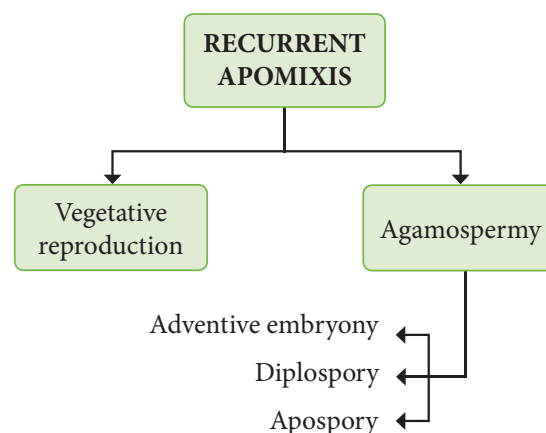 RECURRENT
APOMIXIS
Vegetative
reproduction
Agamospermy
Adventive embryony
Diplospory
Apospory